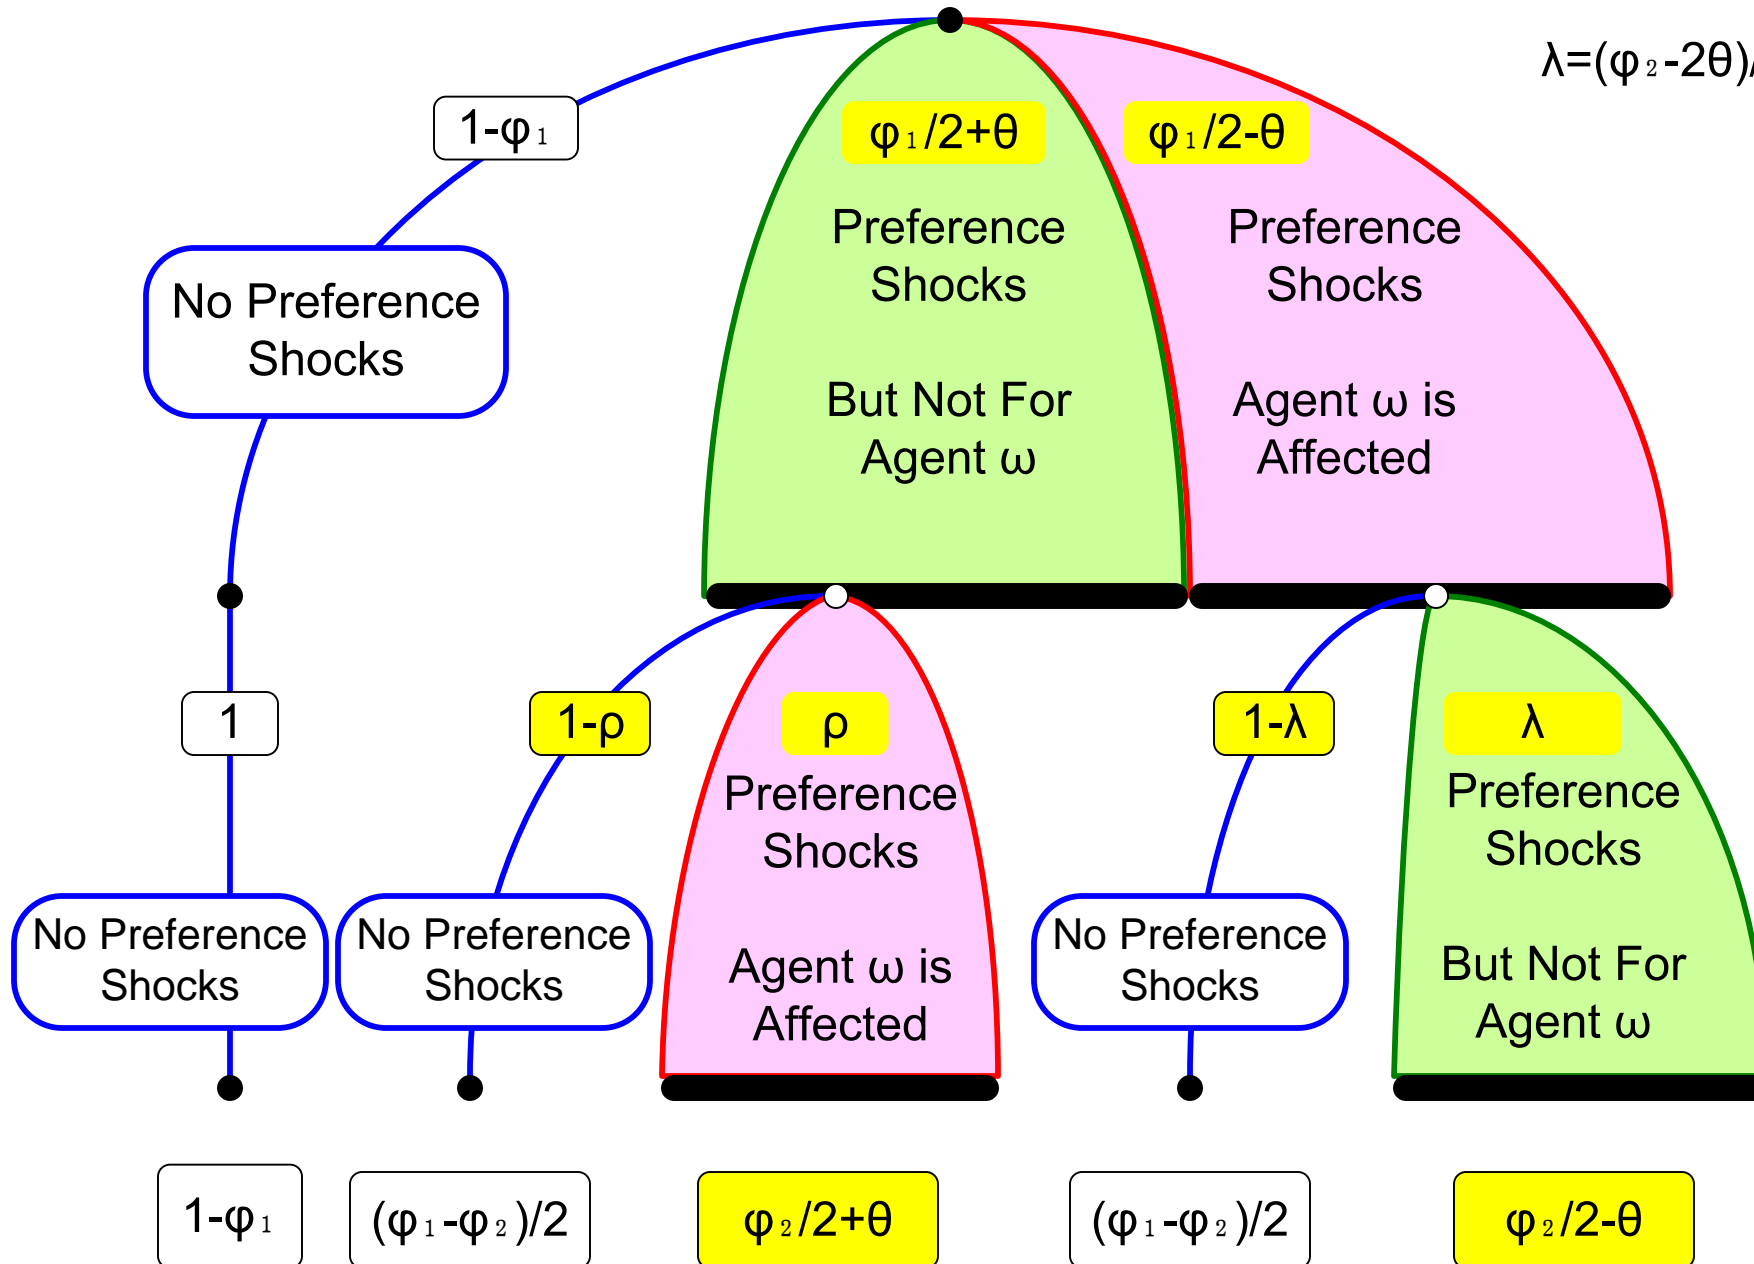 λ=(φ₂-2θ)/
1-φ₁
φ₁/2+θ
φ₁/2-θ
Preference
Shocks
But Not For
Agent ω
Preference
Shocks
Agent ω is
Affected
No Preference
Shocks
1
1-ρ
ρ
1-λ
λ
Preference
Shocks
Agent ω is
Affected
Preference
Shocks
But Not For
Agent ω
No Preference
Shocks
No Preference
Shocks
No Preference
Shocks
1-φ₁
(φ₁-φ₂)/2
φ₂/2+θ
(φ₁-φ₂)/2
φ₂/2-θ